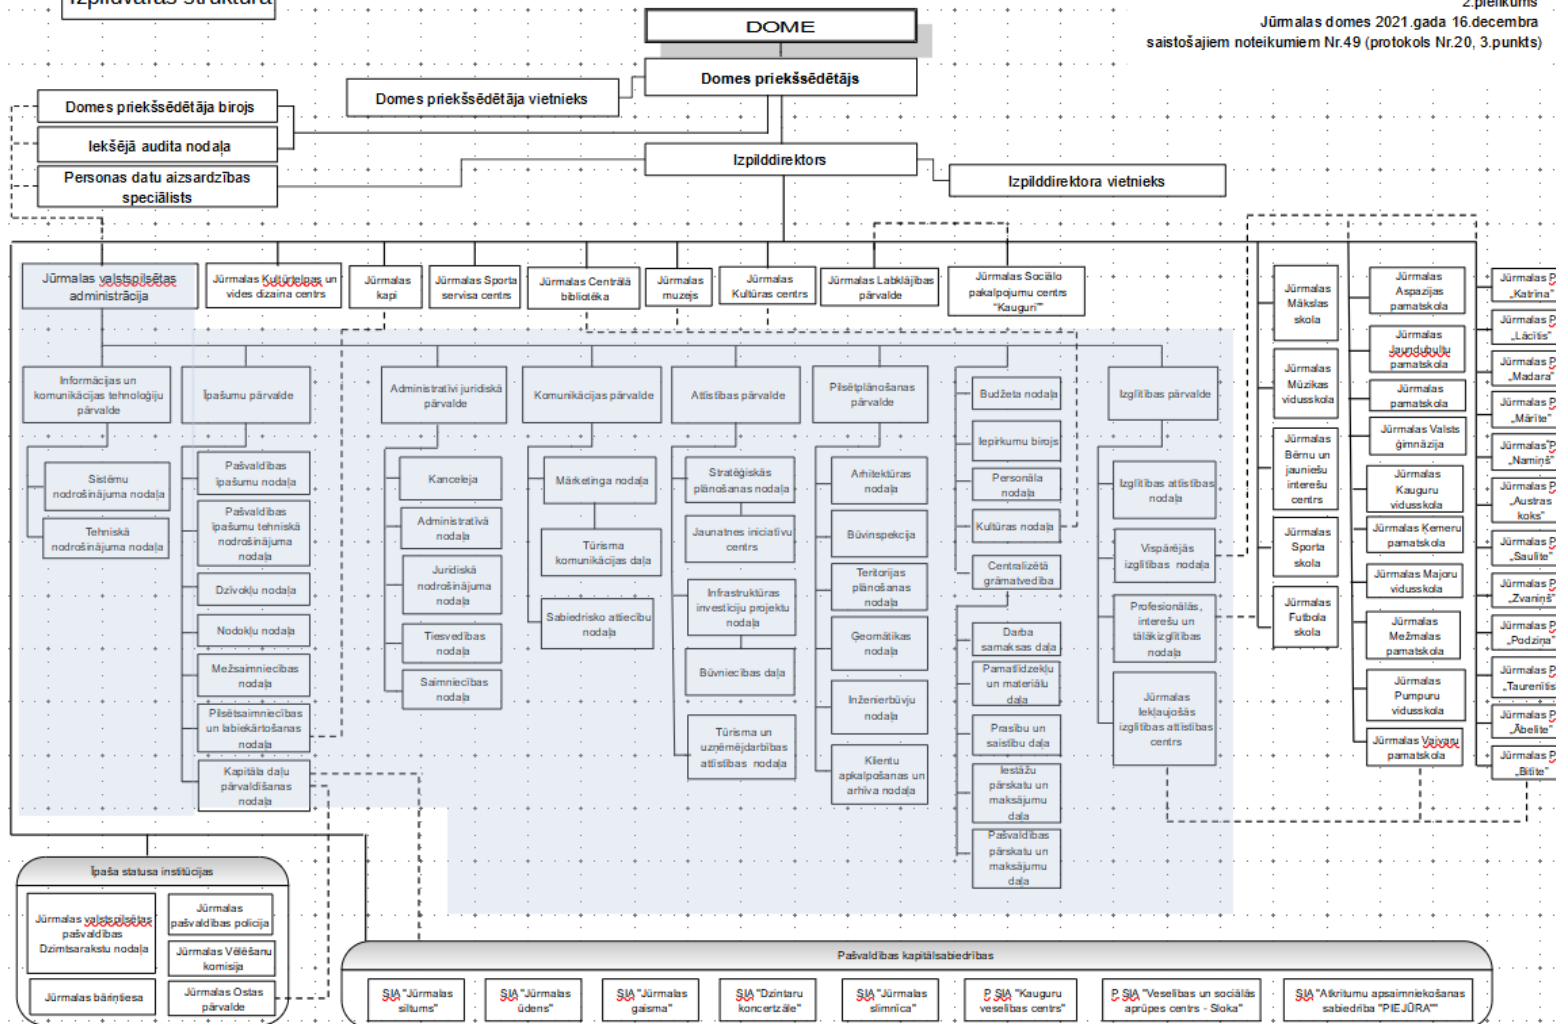 Izpildvaras struktūra
2.pielikums
Jūrmalas domes 2021.gada 16.decembra
saistošajiem noteikumiem Nr.49 (protokols Nr.20, 3.punkts)
DOME
Domes priekšsēdētājs
Domes priekšsēdētāja vietnieks
Domes priekšsēdētāja birojs
Iekšējā audita nodaļa
Personas datu aizsardzības
speciālists
Izpilddirektors
Izpilddirektora vietnieks
Jūrmalas valstspilsētas
administrācija
Jūrmalas Kultūrtelpas un
vides dizaina centrs
Jūrmalas
kapi
Jūrmalas Sporta
servisa centrs
Jūrmalas Centrālā
bibliotēka
Jūrmalas
muzejs
Jūrmalas
Kultūras centrs
Jūrmalas Labklājības
pārvalde
Jūrmalas Sociālo
pakalpojumu centrs
"Kauguri"
Informācijas un
komunikācijas tehnoloģiju
pārvalde
Sistēmu
nodrošinājuma nodaļa
Tehniskā
nodrošinājuma nodaļa
Īpašumu pārvalde
Pašvaldības
īpašumu nodaļa
Pašvaldības
īpašumu tehniskā
nodrošinājuma
nodaļa
Dzīvokļu nodaļa
Nodokļu nodaļa
Mežsaimniecības
nodaļa
Pilsētsaimniecības
un labiekārtošanas
nodaļa
Kapitāla daļu
pārvaldīšanas
nodaļa
Administratīvi juridiskā
pārvalde
Kanceleja
Administratīvā
nodaļa
Juridiskā
nodrošinājuma
nodaļa
Tiesvedības
nodaļa
Saimniecības
nodaļa
Komunikācijas pārvalde
Mārketinga nodaļa
Tūrisma
komunikācijas daļa
Sabiedrisko attiecību
nodaļa
Attīstības pārvalde
Stratēģiskās
plānošanas nodaļa
Jaunatnes iniciatīvu
centrs
Infrastruktūras
investīciju projektu
nodaļa
Būvniecības daļa
Tūrisma un
uzņēmējdarbības
attīstības nodaļa
Pilsētplānošanas
pārvalde
Arhitektūras
nodaļa
Būvinspekcija
Teritorijas
plānošanas
nodaļa
Ģeomātikas
nodaļa
Inženierbūvju
nodaļa
Klientu
apkalpošanas un
arhīva nodaļa
Budžeta nodaļa
Iepirkumu birojs
Personāla
nodaļa
Kultūras nodaļa
Centralizētā
grāmatvedība
Darba
samaksas daļa
Pamatlīdzekļu
un materiālu
daļa
Prasību un
saistību daļa
Iestāžu
pārskatu un
maksājumu
daļa
Pašvaldības
pārskatu un
maksājumu
daļa
Izglītības pārvalde
Izglītības attīstības
nodaļa
Vispārējās
izglītības nodaļa
Profesionālās,
interešu un
tālākizglītības
nodaļa
Jūrmalas
Iekļaujošās
izglītības attīstības
centrs
Jūrmalas
Mākslas
skola
Jūrmalas
Mūzikas
vidusskola
Jūrmalas
Bērnu un
jauniešu
interešu
centrs
Jūrmalas
Sporta
skola
Jūrmalas
Futbola
skola
Jūrmalas
Aspazijas
pamatskola
Jūrmalas
Jaundubultu
pamatskola
Jūrmalas
pamatskola
Jūrmalas Valsts
ģimnāzija
Jūrmalas
Kauguru
vidusskola
Jūrmalas Ķemeru
pamatskola
Jūrmalas Majoru
vidusskola
Jūrmalas
Mežmalas
pamatskola
Jūrmalas
Pumpuru
vidusskola
Jūrmalas Vaivaru
pamatskola
Jūrmalas P
„Katrīna"
Jūrmalas P
„Lācītis"
Jūrmalas P
„Madara"
Jūrmalas P
„Mārīte"
Jūrmalas P
„Namiņš"
Jūrmalas P
„Austras
koks"
Jūrmalas P
„Saulīte"
Jūrmalas P
„Zvaniņš"
Jūrmalas P
„Podziņa"
Jūrmalas P
„Taurenītis
Jūrmalas P
„Ābelīte"
Jūrmalas P
„Bitīte"
Īpaša statusa institūcijas
Jūrmalas valstspilsētas
pašvaldības
Dzimtsarakstu nodaļa
Jūrmalas
pašvaldības policija
Jūrmalas Vēlēšanu
komisija
Jūrmalas bāriņtiesa
Jūrmalas Ostas
pārvalde
Pašvaldības kapitālsabiedrības
SIA "Jūrmalas
siltums"
SIA "Jūrmalas
ūdens"
SIA "Jūrmalas
gaisma"
SIA "Dzintaru
koncertzāle"
SIA "Jūrmalas
slimnīca"
P SIA "Kauguru
veselības centrs"
P SIA "Veselības un sociālās
aprūpes centrs - Sloka"
SIA "Atkritumu apsaimniekošanas
sabiedrība "PIEJŪRA""